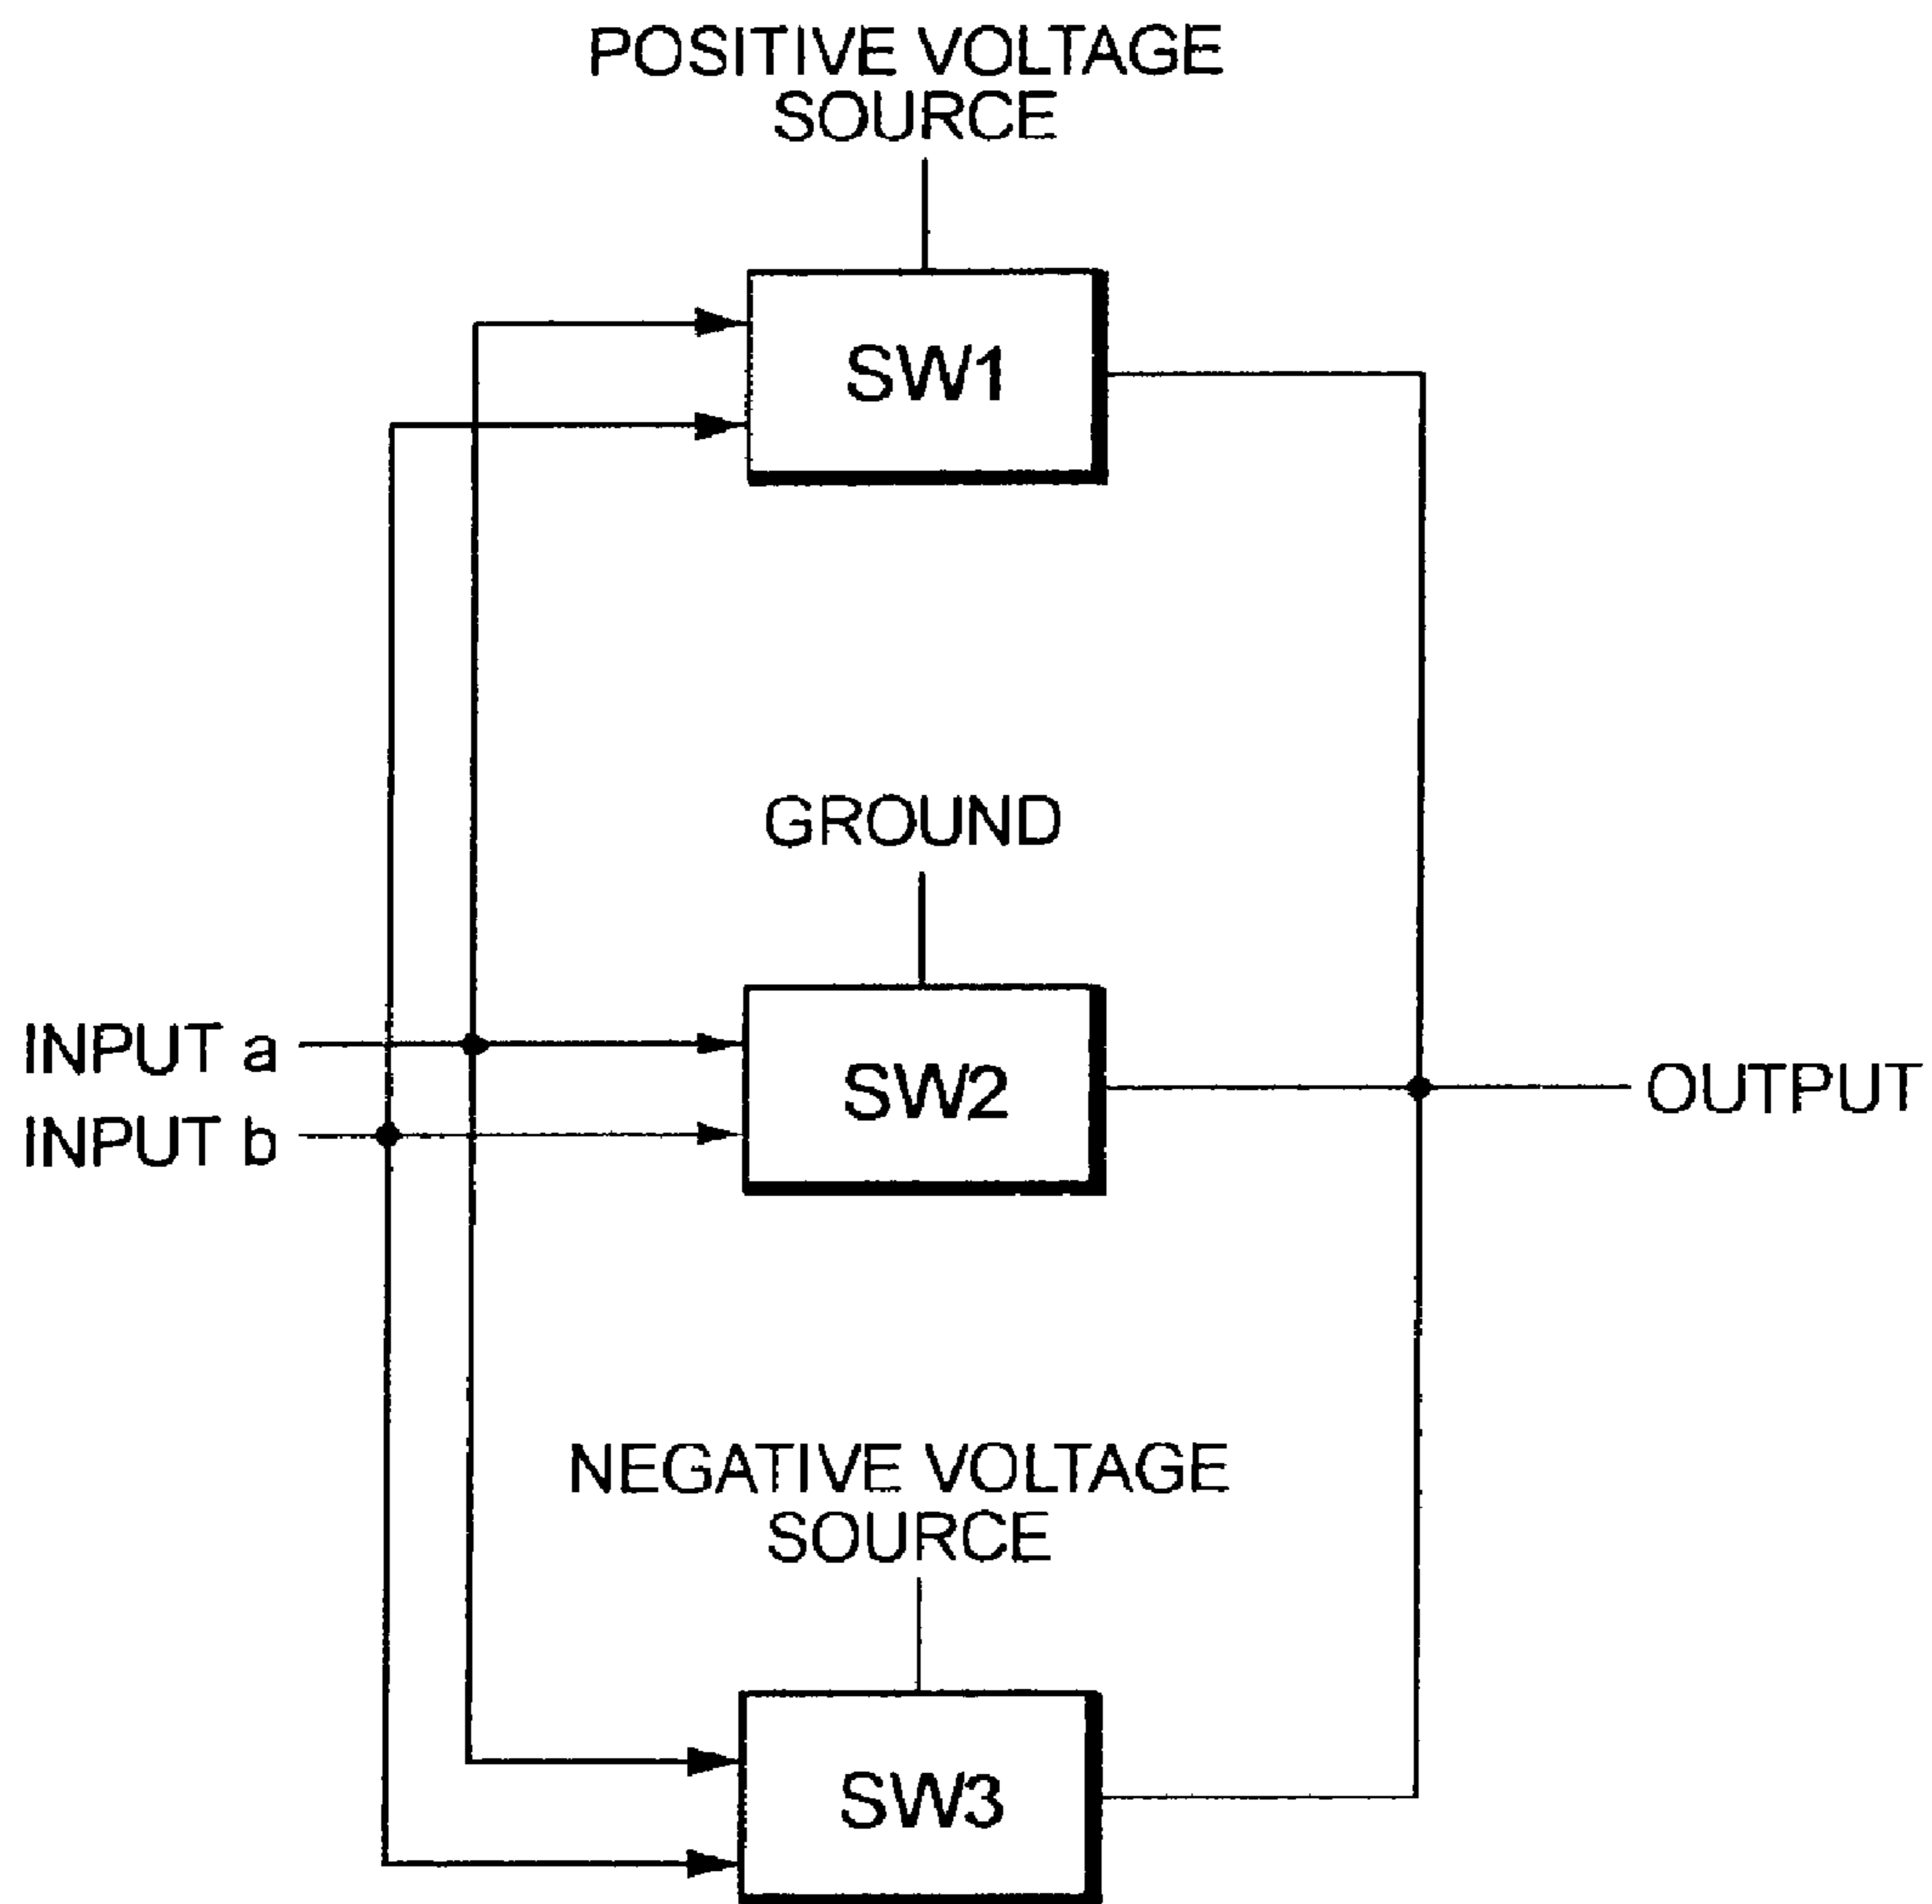 POSITIVE VOLTAGE
SOURCE
SW1
GROUND
INPUT a
INPUT b
SW2
OUTPUT
NEGATIVE VOLTAGE
SOURCE
SW3